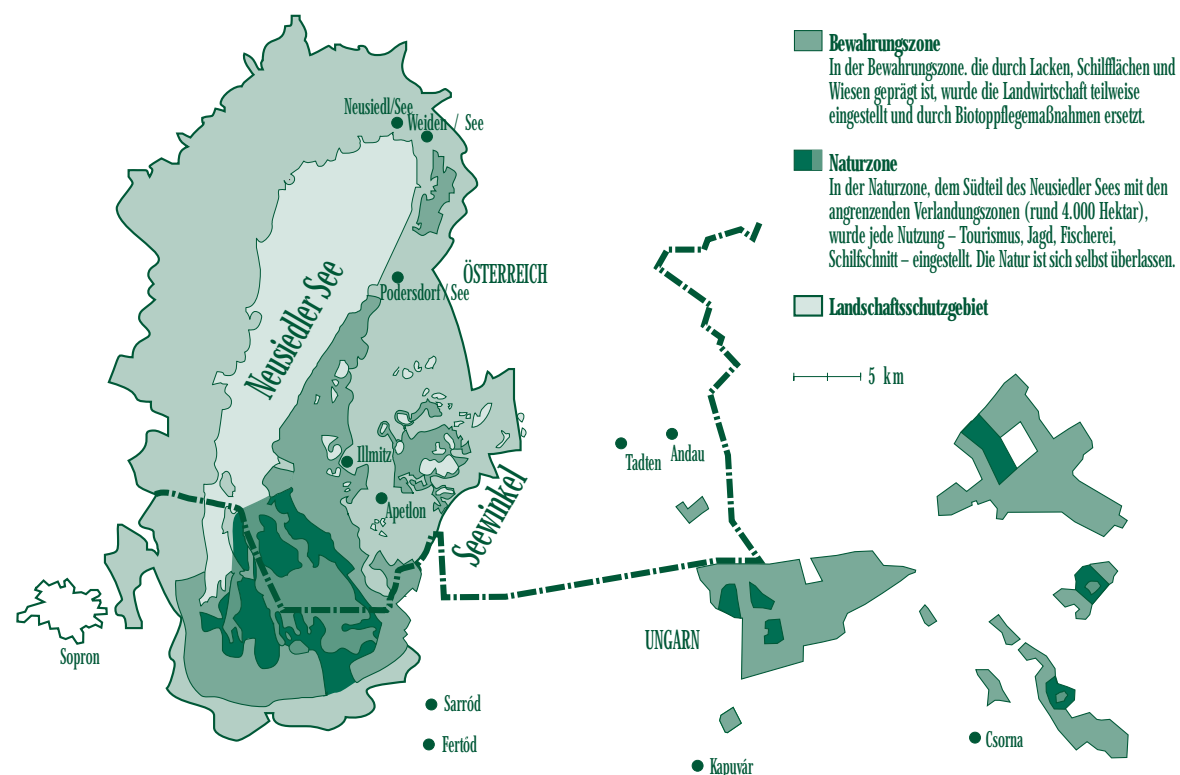 Neusiedl/See
Weiden / See
ÖSTERREICH
Podersdorf / See
Neusiedler See
Illmitz
Apetlon
Seewinkel
Tadten
Andau
UNGARN
Sopron
Sarród
Fertód
Kapuvár
Csorna
Bewahrungszone
In der Bewahrungszone. die durch Lacken, Schilfflächen und
Wiesen geprägt ist, wurde die Landwirtschaft teilweise
eingestellt und durch Biotoppflegemaßnahmen ersetzt.
Naturzone
In der Naturzone, dem Südteil des Neusiedler Sees mit den
angrenzenden Verlandungszonen (rund 4.000 Hektar),
wurde jede Nutzung – Tourismus, Jagd, Fischerei,
Schilfschnitt – eingestellt. Die Natur ist sich selbst überlassen.
Landschaftsschutzgebiet
5 km